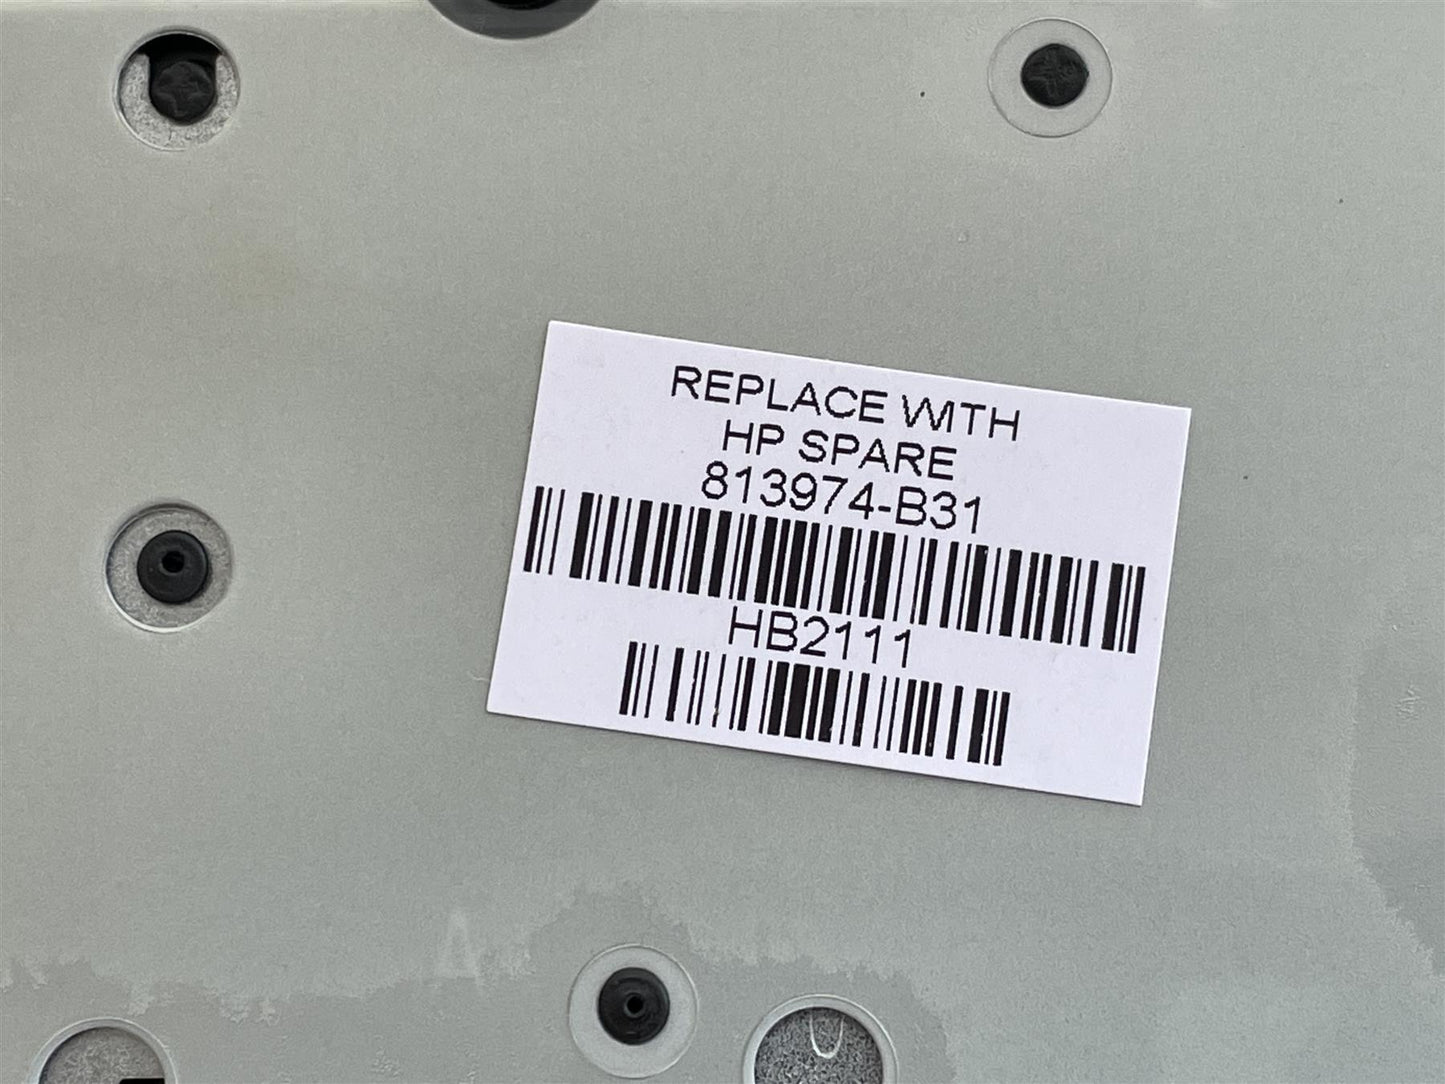 REPLACE WITH
HP SPARE
813974-B31
HB2111